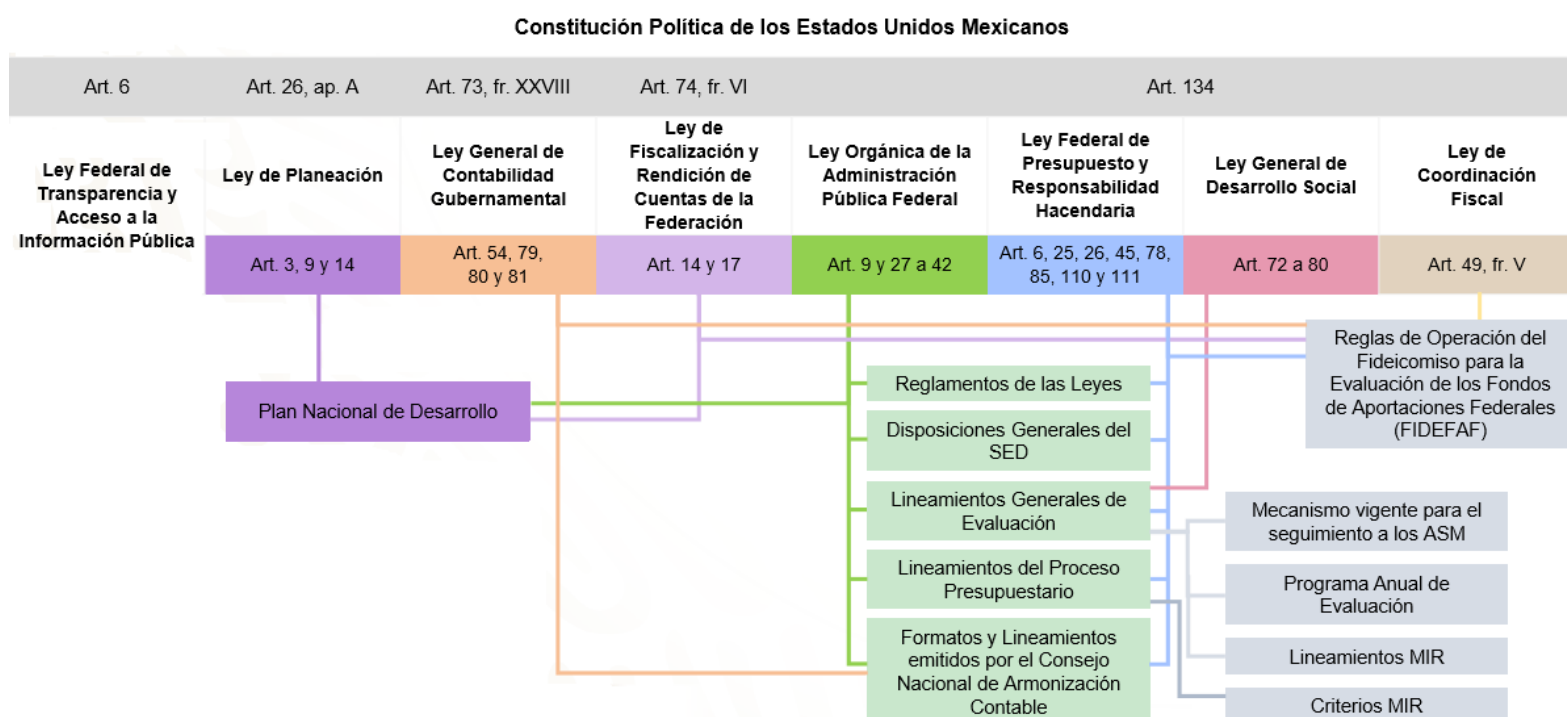 Constitución Política de los Estados Unidos Mexicanos
Art. 6
Art. 26, ap. A
Art. 73, fr. XXVIII
Art. 74, fr. VI
Art. 134
Ley Federal de
Transparencia y
Acceso a la
Información Pública
Ley de Planeación
Ley General de
Contabilidad
Gubernamental
Ley de
Fiscalización y
Rendición de
Cuentas de la
Federación
Ley Orgánica de la
Administración
Pública Federal
Ley Federal de
Presupuesto y
Responsabilidad
Hacendaria
Ley General de
Desarrollo Social
Ley de
Coordinación
Fiscal
Art. 3, 9 y 14
Art. 54, 79,
80 y 81
Art. 14 y 17
Art. 9 y 27 a 42
Art. 6, 25, 26, 45, 78,
85, 110 y 111
Art. 72 a 80
Art. 49, fr. V
Plan Nacional de Desarrollo
Reglamentos de las Leyes
Disposiciones Generales del
SED
Lineamientos Generales de
Evaluación
Lineamientos del Proceso
Presupuestario
Formatos y Lineamientos
emitidos por el Consejo
Nacional de Armonización
Contable
Reglas de Operación del
Fideicomiso para la
Evaluación de los Fondos
de Aportaciones Federales
(FIDEFAF)
Mecanismo vigente para el
seguimiento a los ASM
Programa Anual de
Evaluación
Lineamientos MIR
Criterios MIR